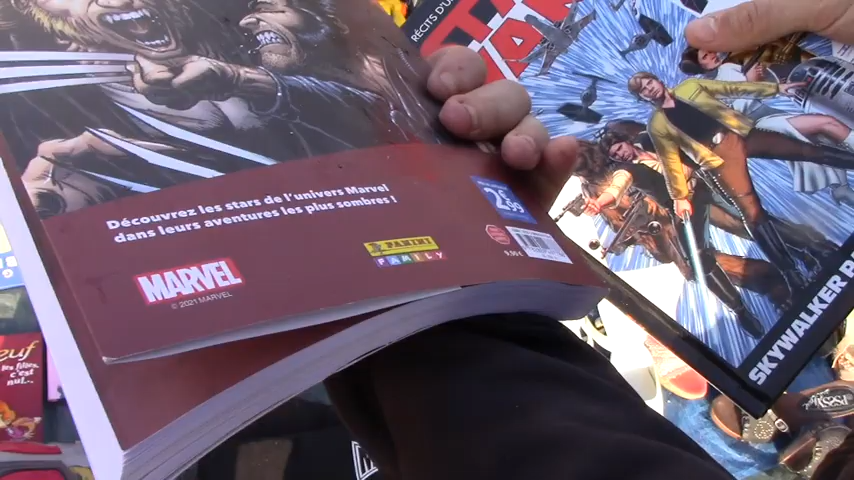 RÉCITS D'U
Découvrez les stars de l'univers Marvel
dans leurs aventures les plus sombres !
2€99
MARVEL
© 2021 MARVEL
PANINI
FAMILY
SKYWALKER
euf